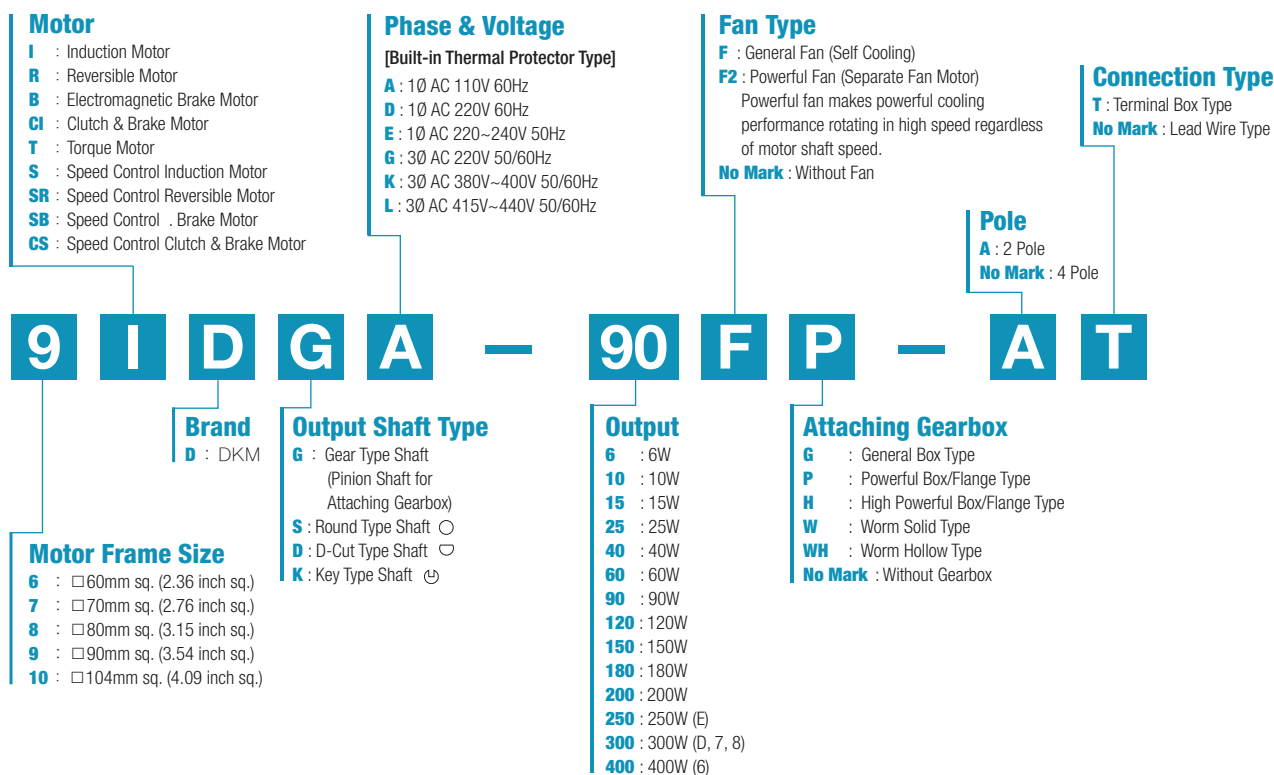 Motor
I : Induction Motor
R : Reversible Motor
B : Electromagnetic Brake Motor
CI : Clutch & Brake Motor
T : Torque Motor
S : Speed Control Induction Motor
SR : Speed Control Reversible Motor
SB : Speed Control . Brake Motor
CS : Speed Control Clutch & Brake Motor
Phase & Voltage
[Built-in Thermal Protector Type]
A : 1Ø AC 110V 60Hz
D : 1Ø AC 220V 60Hz
E : 1Ø AC 220~240V 50Hz
G : 3Ø AC 220V 50/60Hz
K : 3Ø AC 380V~400V 50/60Hz
L : 3Ø AC 415V~440V 50/60Hz
Fan Type
F : General Fan (Self Cooling)
F2 : Powerful Fan (Separate Fan Motor)
Powerful fan makes powerful cooling
performance rotating in high speed regardless
of motor shaft speed.
No Mark : Without Fan
Connection Type
T : Terminal Box Type
No Mark : Lead Wire Type
Pole
A : 2 Pole
No Mark : 4 Pole
9 I D G A — 90 F P — A T
Brand
D : DKM
Motor Frame Size
6 : □60mm sq. (2.36 inch sq.)
7 : □70mm sq. (2.76 inch sq.)
8 : □80mm sq. (3.15 inch sq.)
9 : □90mm sq. (3.54 inch sq.)
10 : □104mm sq. (4.09 inch sq.)
Output Shaft Type
G : Gear Type Shaft
(Pinion Shaft for
Attaching Gearbox)
S : Round Type Shaft
D : D-Cut Type Shaft
K : Key Type Shaft
Output
6 : 6W
10 : 10W
15 : 15W
25 : 25W
40 : 40W
60 : 60W
90 : 90W
120 : 120W
150 : 150W
180 : 180W
200 : 200W
250 : 250W (E)
300 : 300W (D, 7, 8)
400 : 400W (6)
Attaching Gearbox
G : General Box Type
P : Powerful Box/Flange Type
H : High Powerful Box/Flange Type
W : Worm Solid Type
WH : Worm Hollow Type
No Mark : Without Gearbox